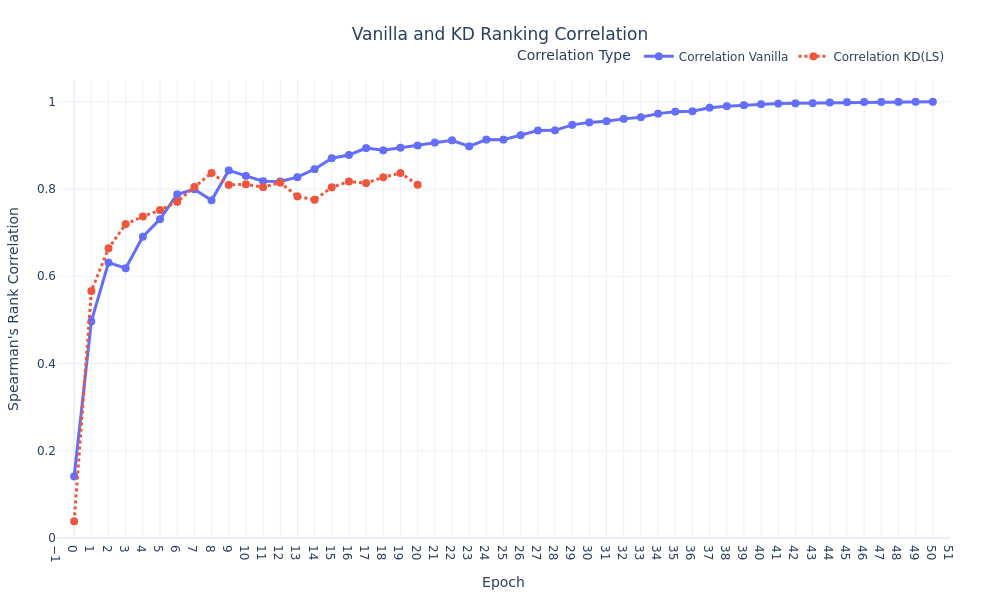 Vanilla and KD Ranking Correlation
Correlation Type Correlation Vanilla Correlation KD(LS)
Spearman's Rank Correlation
1
0.8
0.6
0.4
0.2
0
−1 0 1 2 3 4 5 6 7 8 9 10 11 12 13 14 15 16 17 18 19 20 21 22 23 24 25 26 27 28 29 30 31 32 33 34 35 36 37 38 39 40 41 42 43 44 45 46 47 48 49 50 51
Epoch